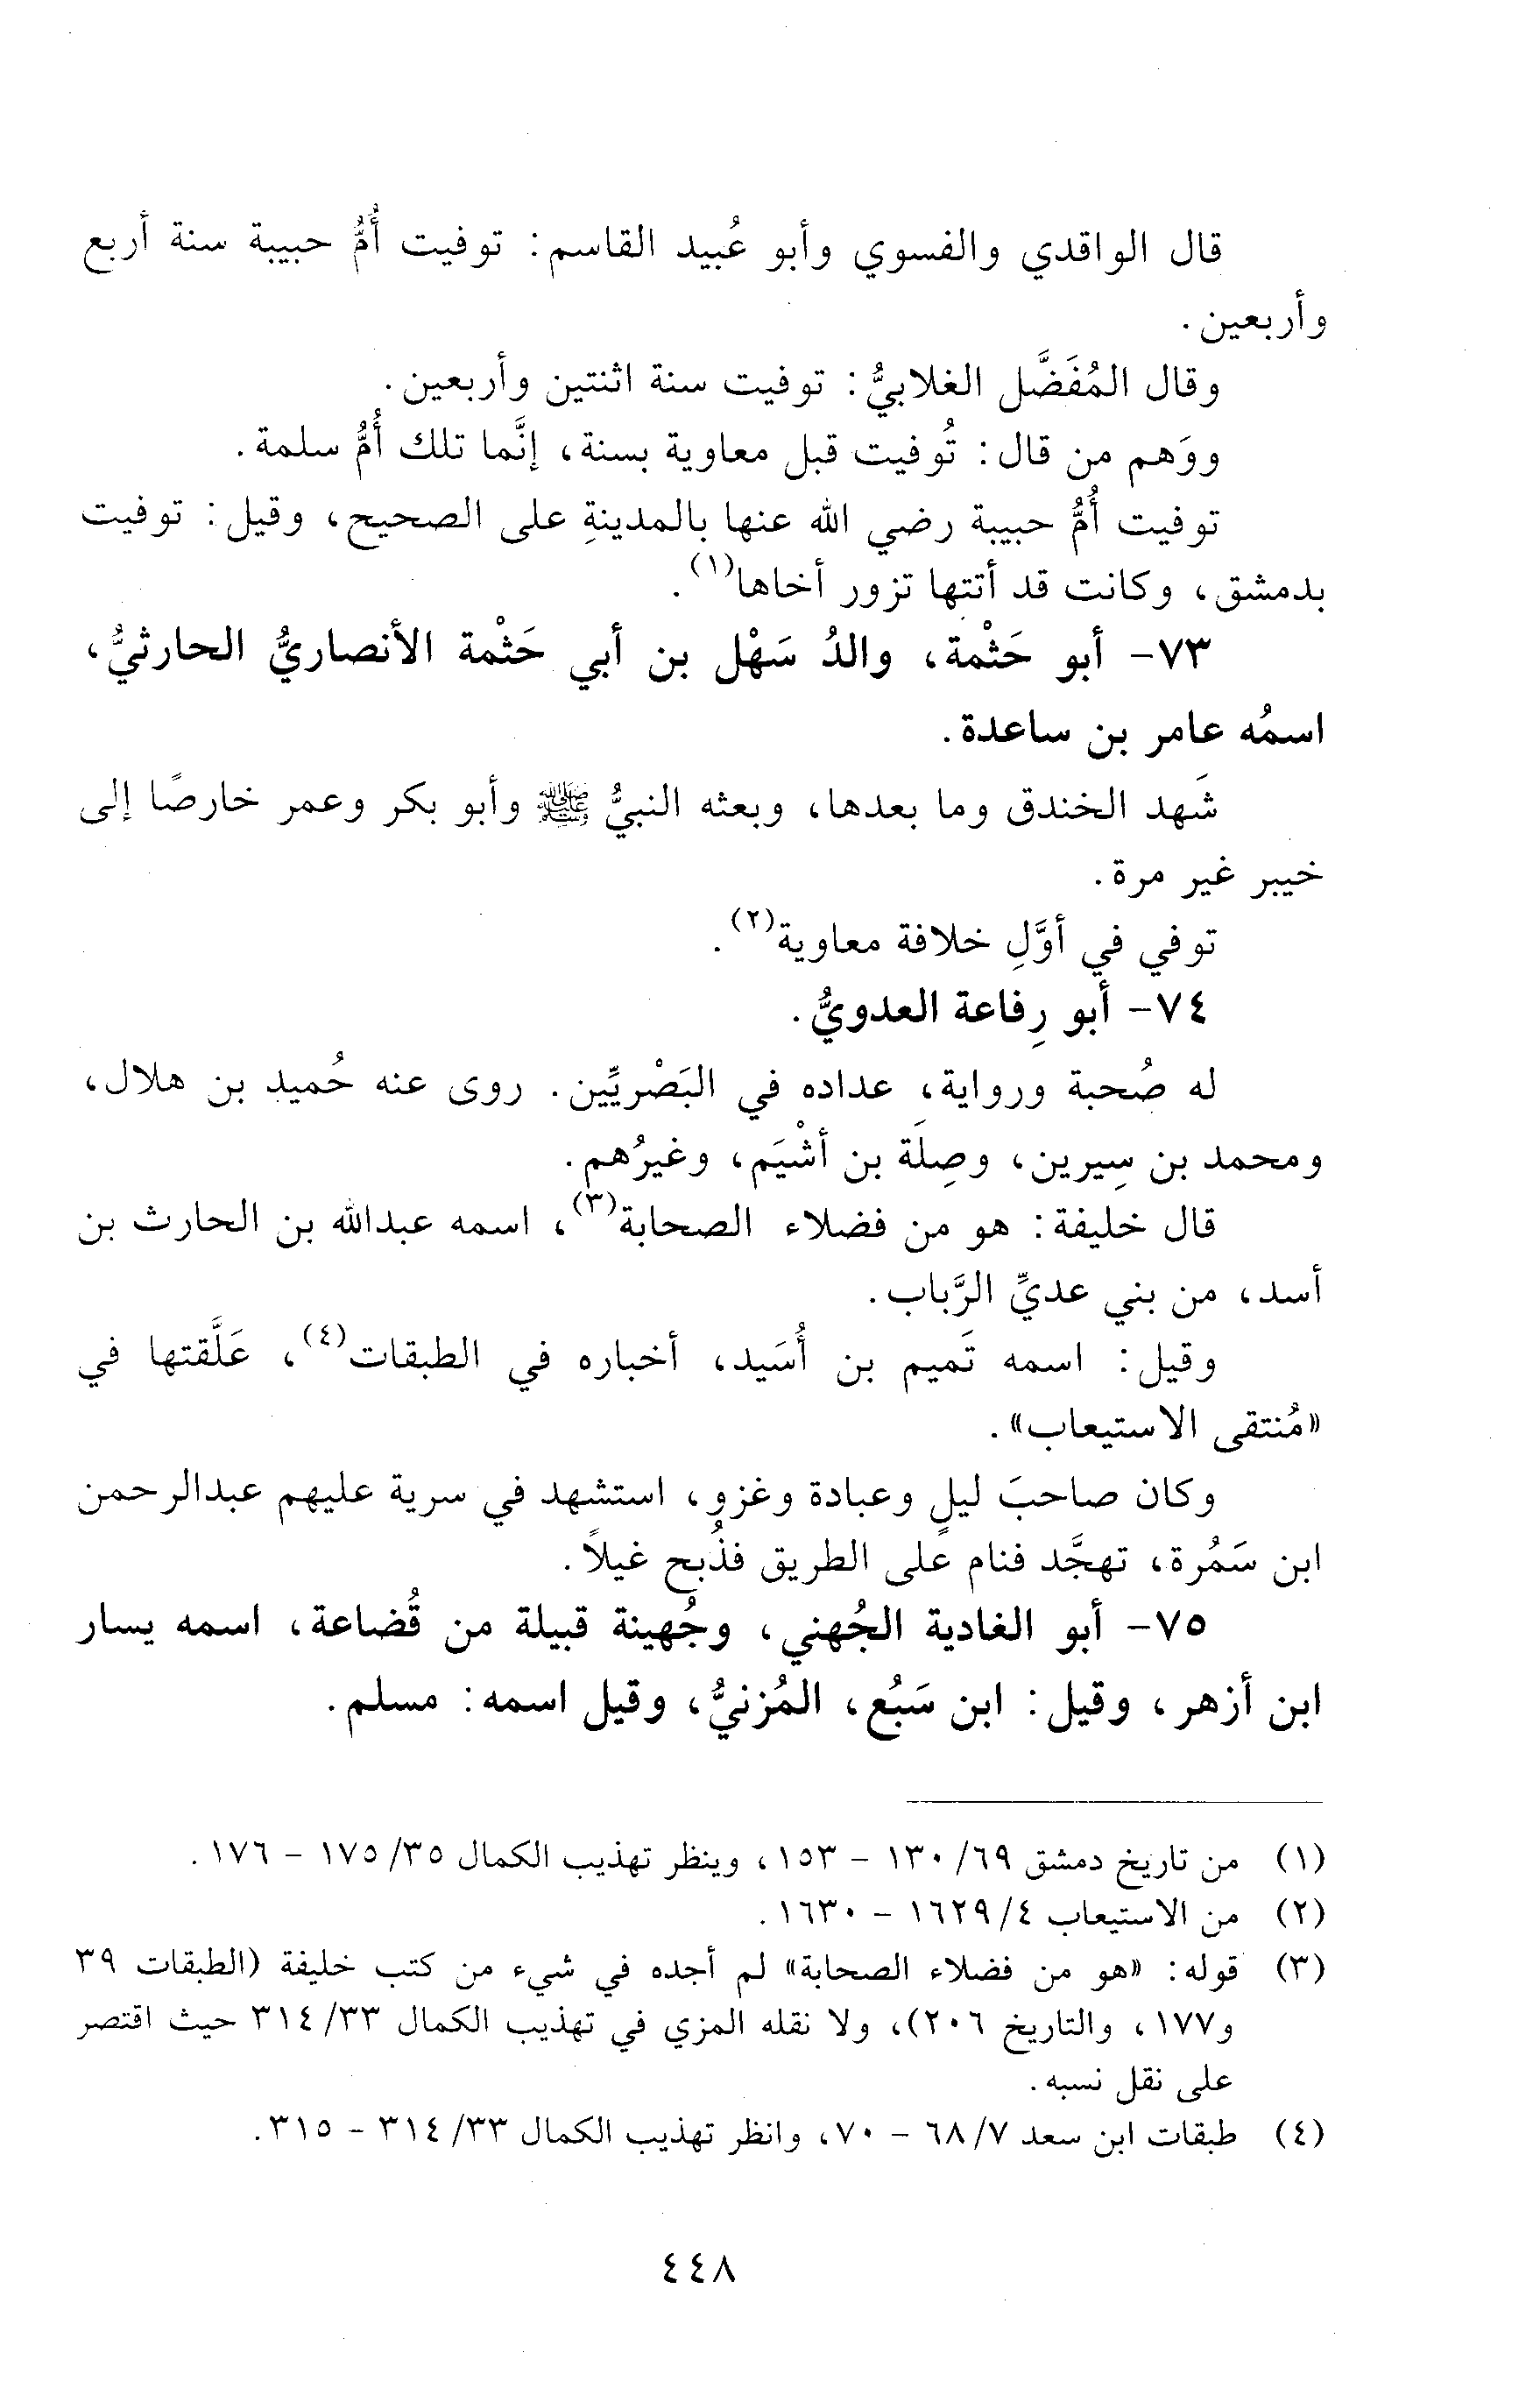 قال الواقدي والفسوي وأبو عُبيد القاسم: توفيت أُمُّ حبيبة سنة أربع
وأربعين.
وقال المُفَضَّل الغلابيُّ: توفيت سنة اثنتين وأربعين.
ووَهم من قال: تُوفيت قبل معاوية بسنة، إنَّما تلك أُمُّ سلمة.
توفيت أُمُّ حبيبة رضي الله عنها بالمدينةِ على الصحيح، وقيل: توفيت
بدمشق، وكانت قد أتتها تزور أخاها(١).
٧٣- أبو حَثْمة، والدُ سَهْل بن أبي حَثْمة الأنصاريُّ الحارثيُّ،
اسمُه عامر بن ساعدة.
شَهد الخندق وما بعدها، وبعثه النبيُّ ﷺ وأبو بكر وعمر خارصًا إلى
خيبر غير مرة.
توفي في أوَّلِ خلافة معاوية(٢).
٧٤- أبو رِفاعة العدويُّ.
له صُحبة ورواية، عداده في البَصْريِّين. روى عنه حُميد بن هلال،
ومحمد بن سِيرين، وصِلَة بن أشْيَم، وغيرُهم.
قال خليفة: هو من فضلاء الصحابة(٣)، اسمه عبدالله بن الحارث بن
أسد، من بني عديِّ الرَّباب.
وقيل: اسمه تَميم بن أُسَيد، أخباره في الطبقات(٤)، عَلَّقتها في
«مُنتقى الاستيعاب».
وكان صاحبَ ليلٍ وعبادة وغزو، استشهد في سرية عليهم عبدالرحمن
ابن سَمُرة، تهجَّد فنام على الطريق فذُبح غيلاً.
٧٥- أبو الغادية الجُهني، وجُهينة قبيلة من قُضاعة، اسمه يسار
ابن أزهر، وقيل: ابن سَبُع، المُزنيُّ، وقيل اسمه: مسلم.
(١) من تاريخ دمشق ٦٩/ ١٣٠ - ١٥٣، وينظر تهذيب الكمال ٣٥/ ١٧٥ - ١٧٦.
(٢) من الاستيعاب ٤/ ١٦٢٩ - ١٦٣٠.
(٣) قوله: «هو من فضلاء الصحابة» لم أجده في شيء من كتب خليفة (الطبقات ٣٩
و١٧٧، والتاريخ ٢٠٦)، ولا نقله المزي في تهذيب الكمال ٣٣/ ٣١٤ حيث اقتصر
على نقل نسبه.
(٤) طبقات ابن سعد ٧/ ٦٨ - ٧٠، وانظر تهذيب الكمال ٣٣/ ٣١٤ - ٣١٥.
٤٤٨